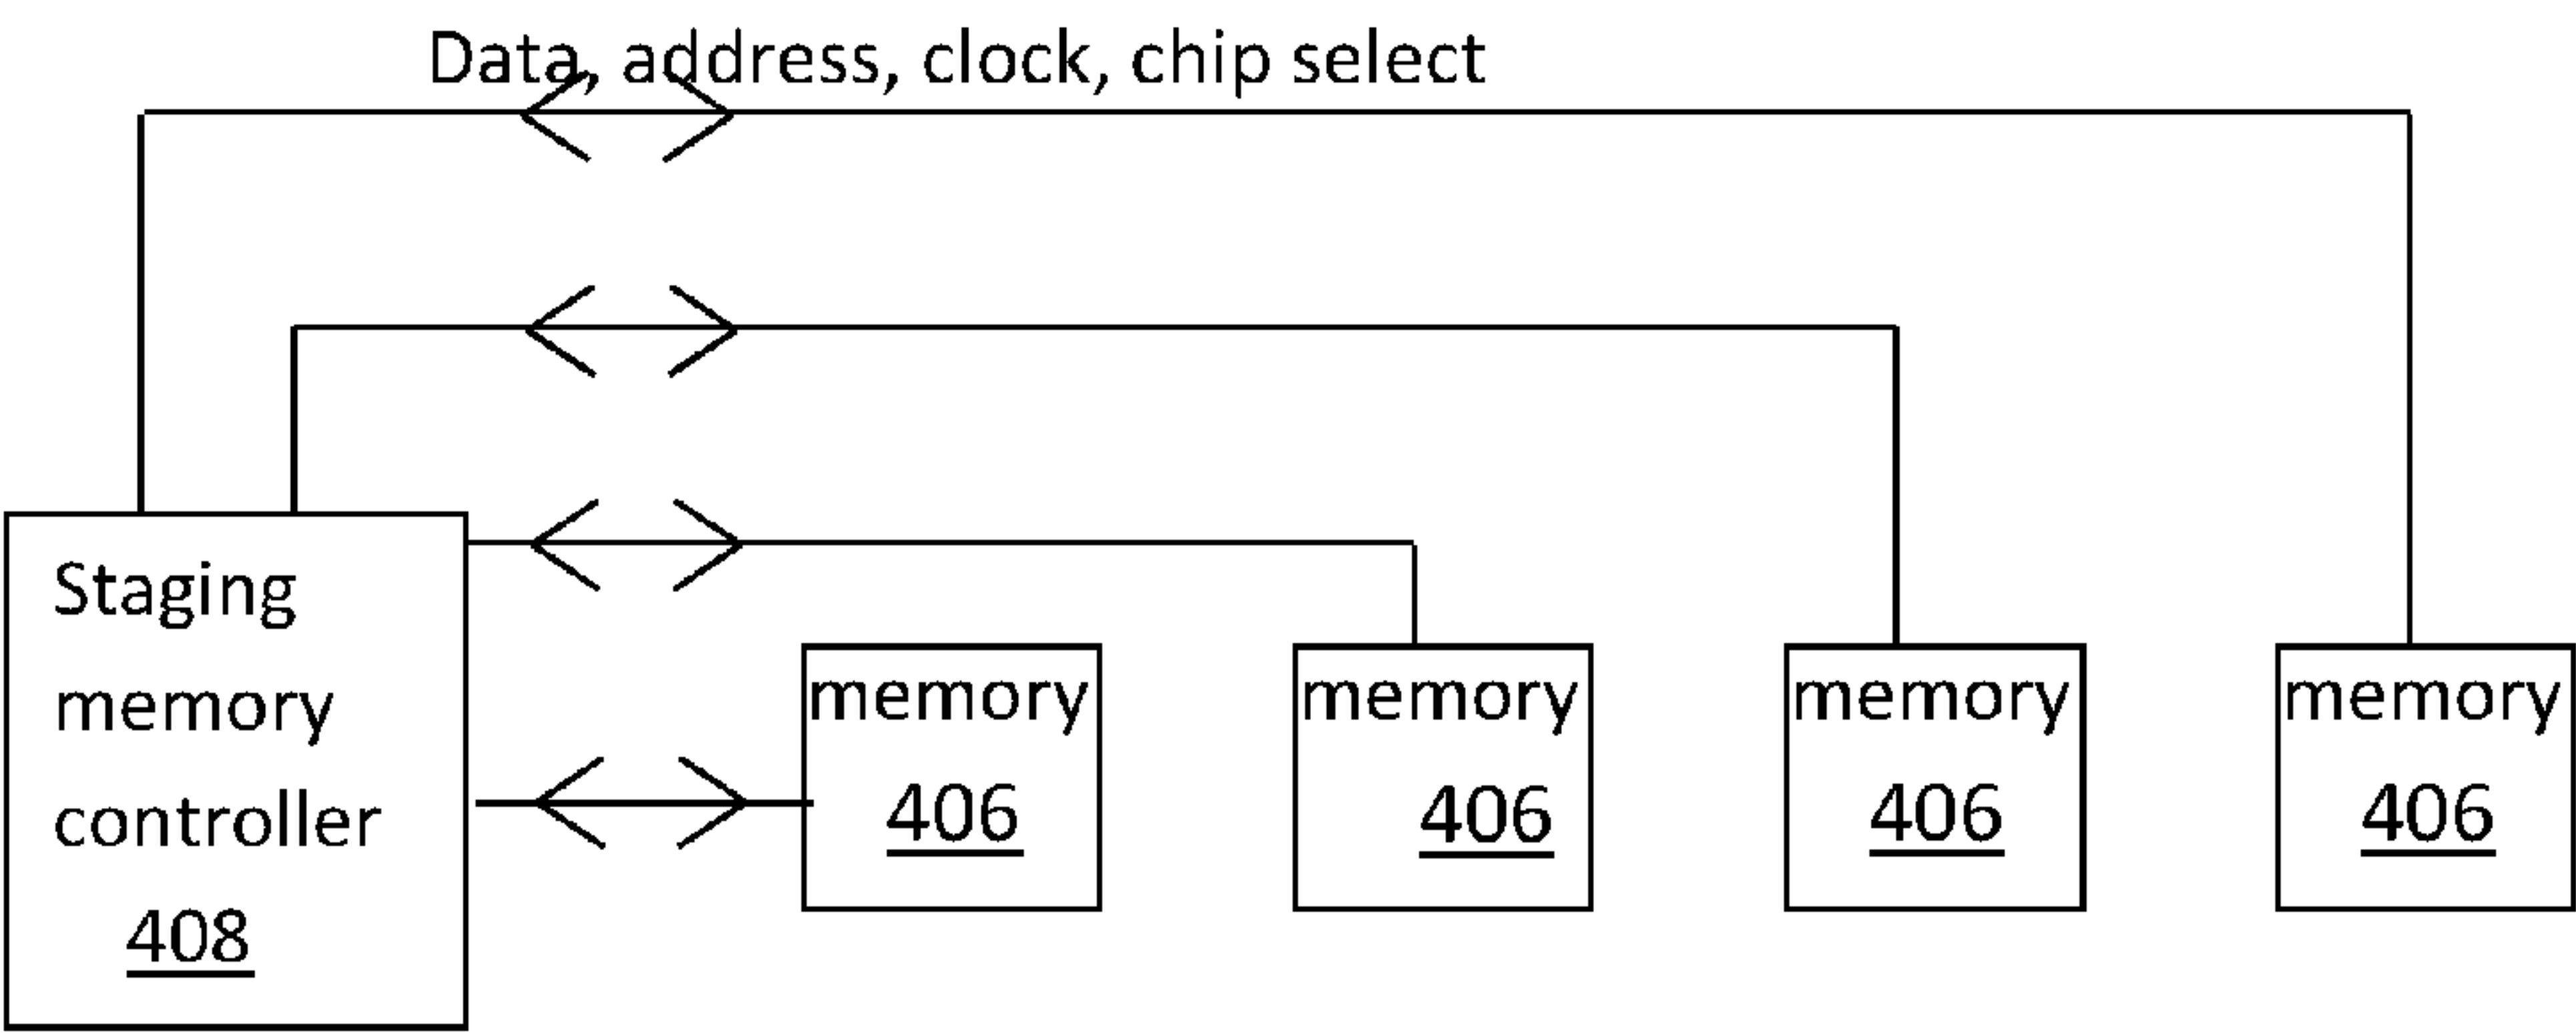 Data, address, clock, chip select
Staging
memory
controller
408
memory
406
memory
406
memory
406
memory
406